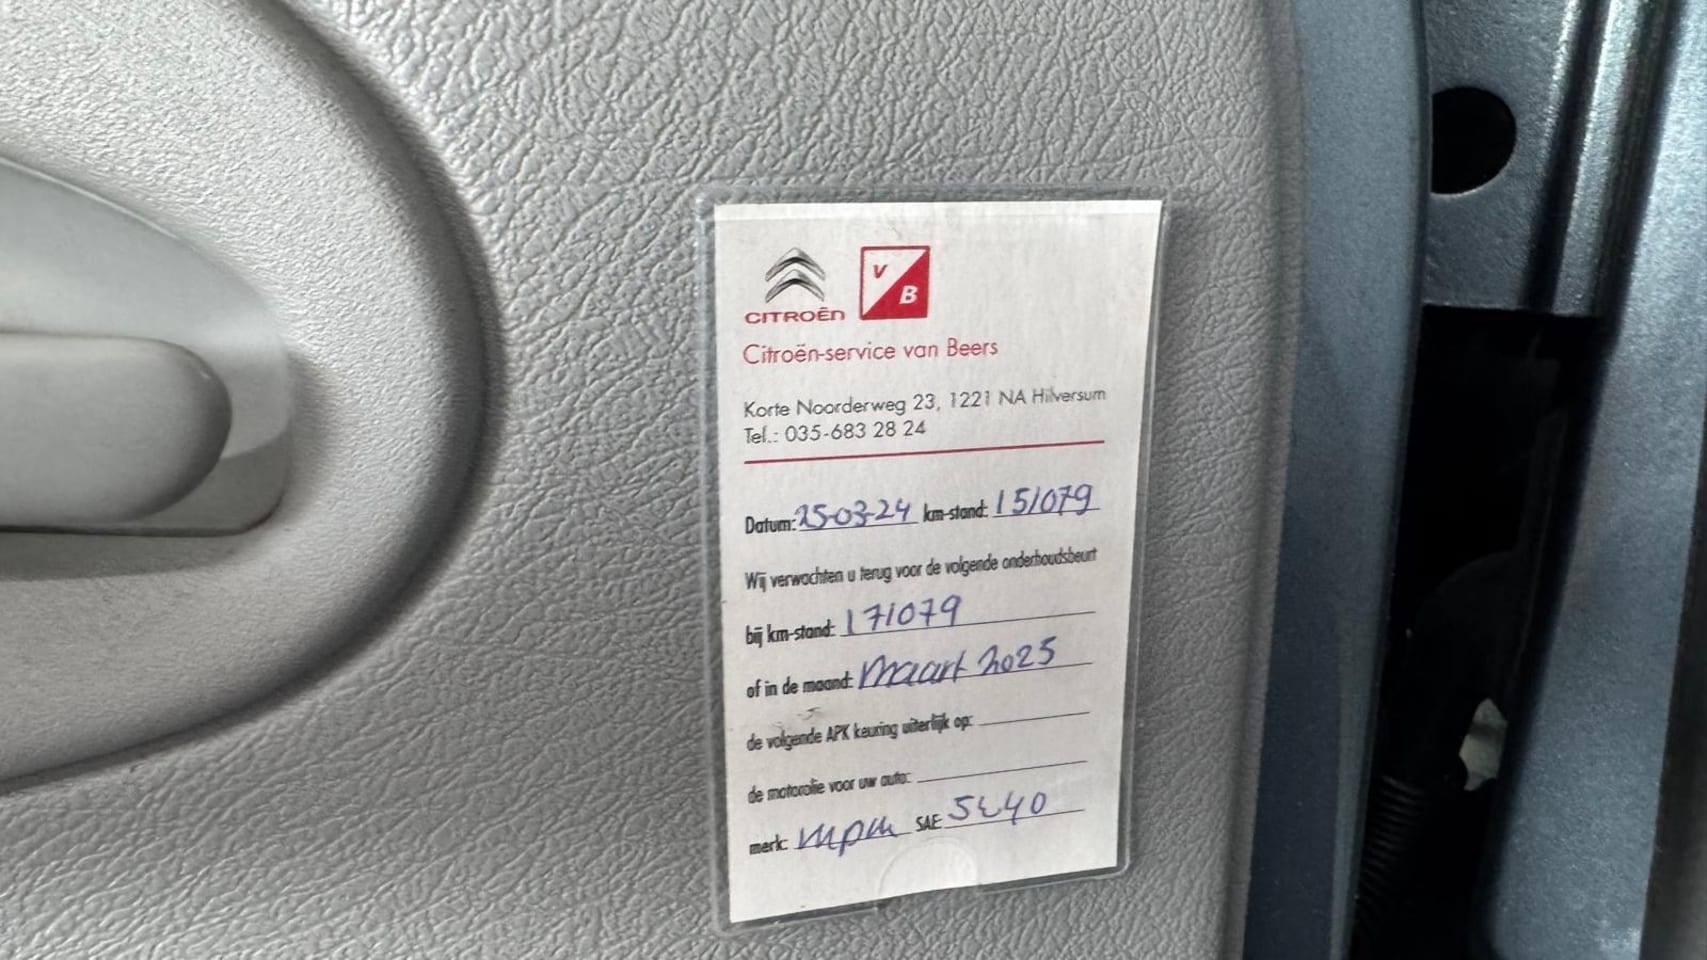 V
B
CITROËN
Citroën-service van Beers
Korte Noorderweg 23, 1221 NA Hilversum
Tel.: 035-683 28 24
Datum: 25-03-24 km-stand: 151079
Wij verwachten u terug voor de volgende onderhoudsbeurt
bij km-stand: 171079
of in de maand: maart 2025
de volgende APK keuring uiterlijk op:
de motorolie voor uw auto:
merk: mpm SAE: 5W40